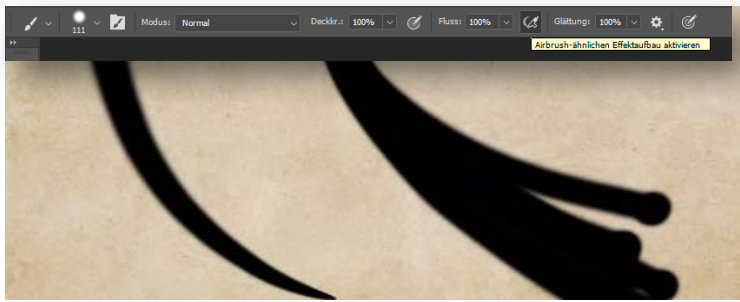 Modus: Normal Deckkr.: 100% Fluss: 100% Glättung: 100%
111
Airbrush-ähnlichen Effektaufbau aktivieren